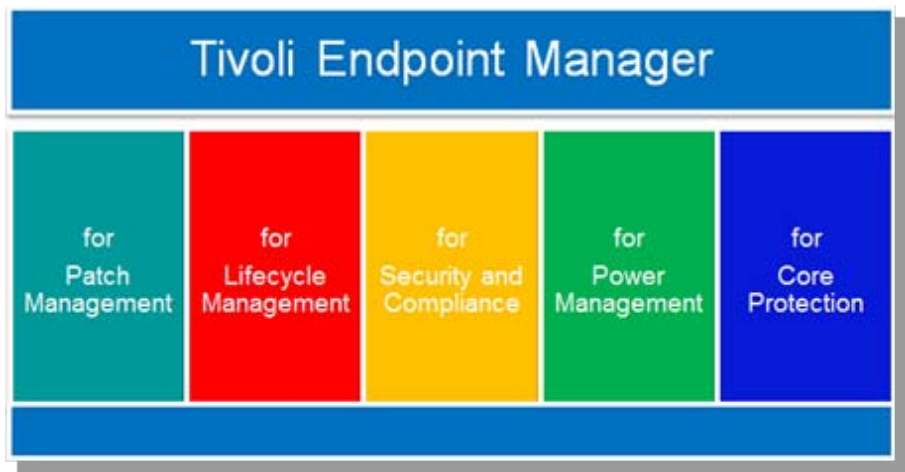 Tivoli Endpoint Manager
for
Patch
Management
for
Lifecycle
Management
for
Security and
Compliance
for
Power
Management
for
Core
Protection